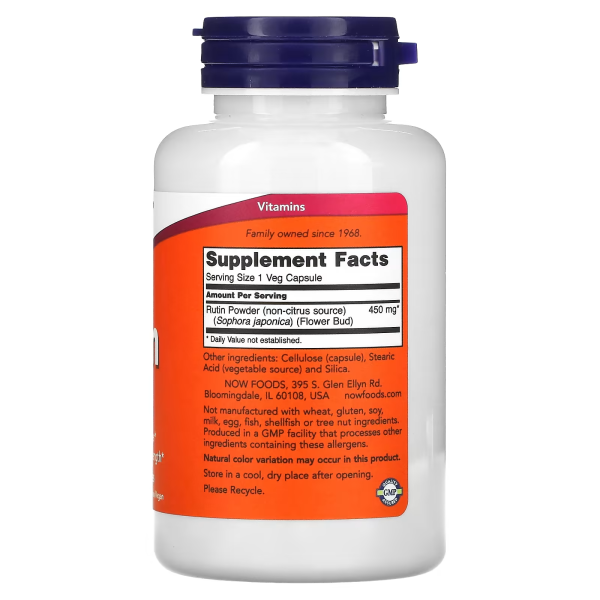 Vitamins
Family owned since 1968.
Supplement Facts
Serving Size 1 Veg Capsule
Amount Per Serving
Rutin Powder (non-citrus source) 450 mg*
(Sophora japonica) (Flower Bud)
* Daily Value not established.
Other ingredients: Cellulose (capsule), Stearic
Acid (vegetable source) and Silica.
NOW FOODS, 395 S. Glen Ellyn Rd.
Bloomingdale, IL 60108, USA nowfoods.com
Not manufactured with wheat, gluten, soy,
milk, egg, fish, shellfish or tree nut ingredients.
Produced in a GMP facility that processes other
ingredients containing these allergens.
Natural color variation may occur in this product.
Store in a cool, dry place after opening.
Please Recycle.
GMP